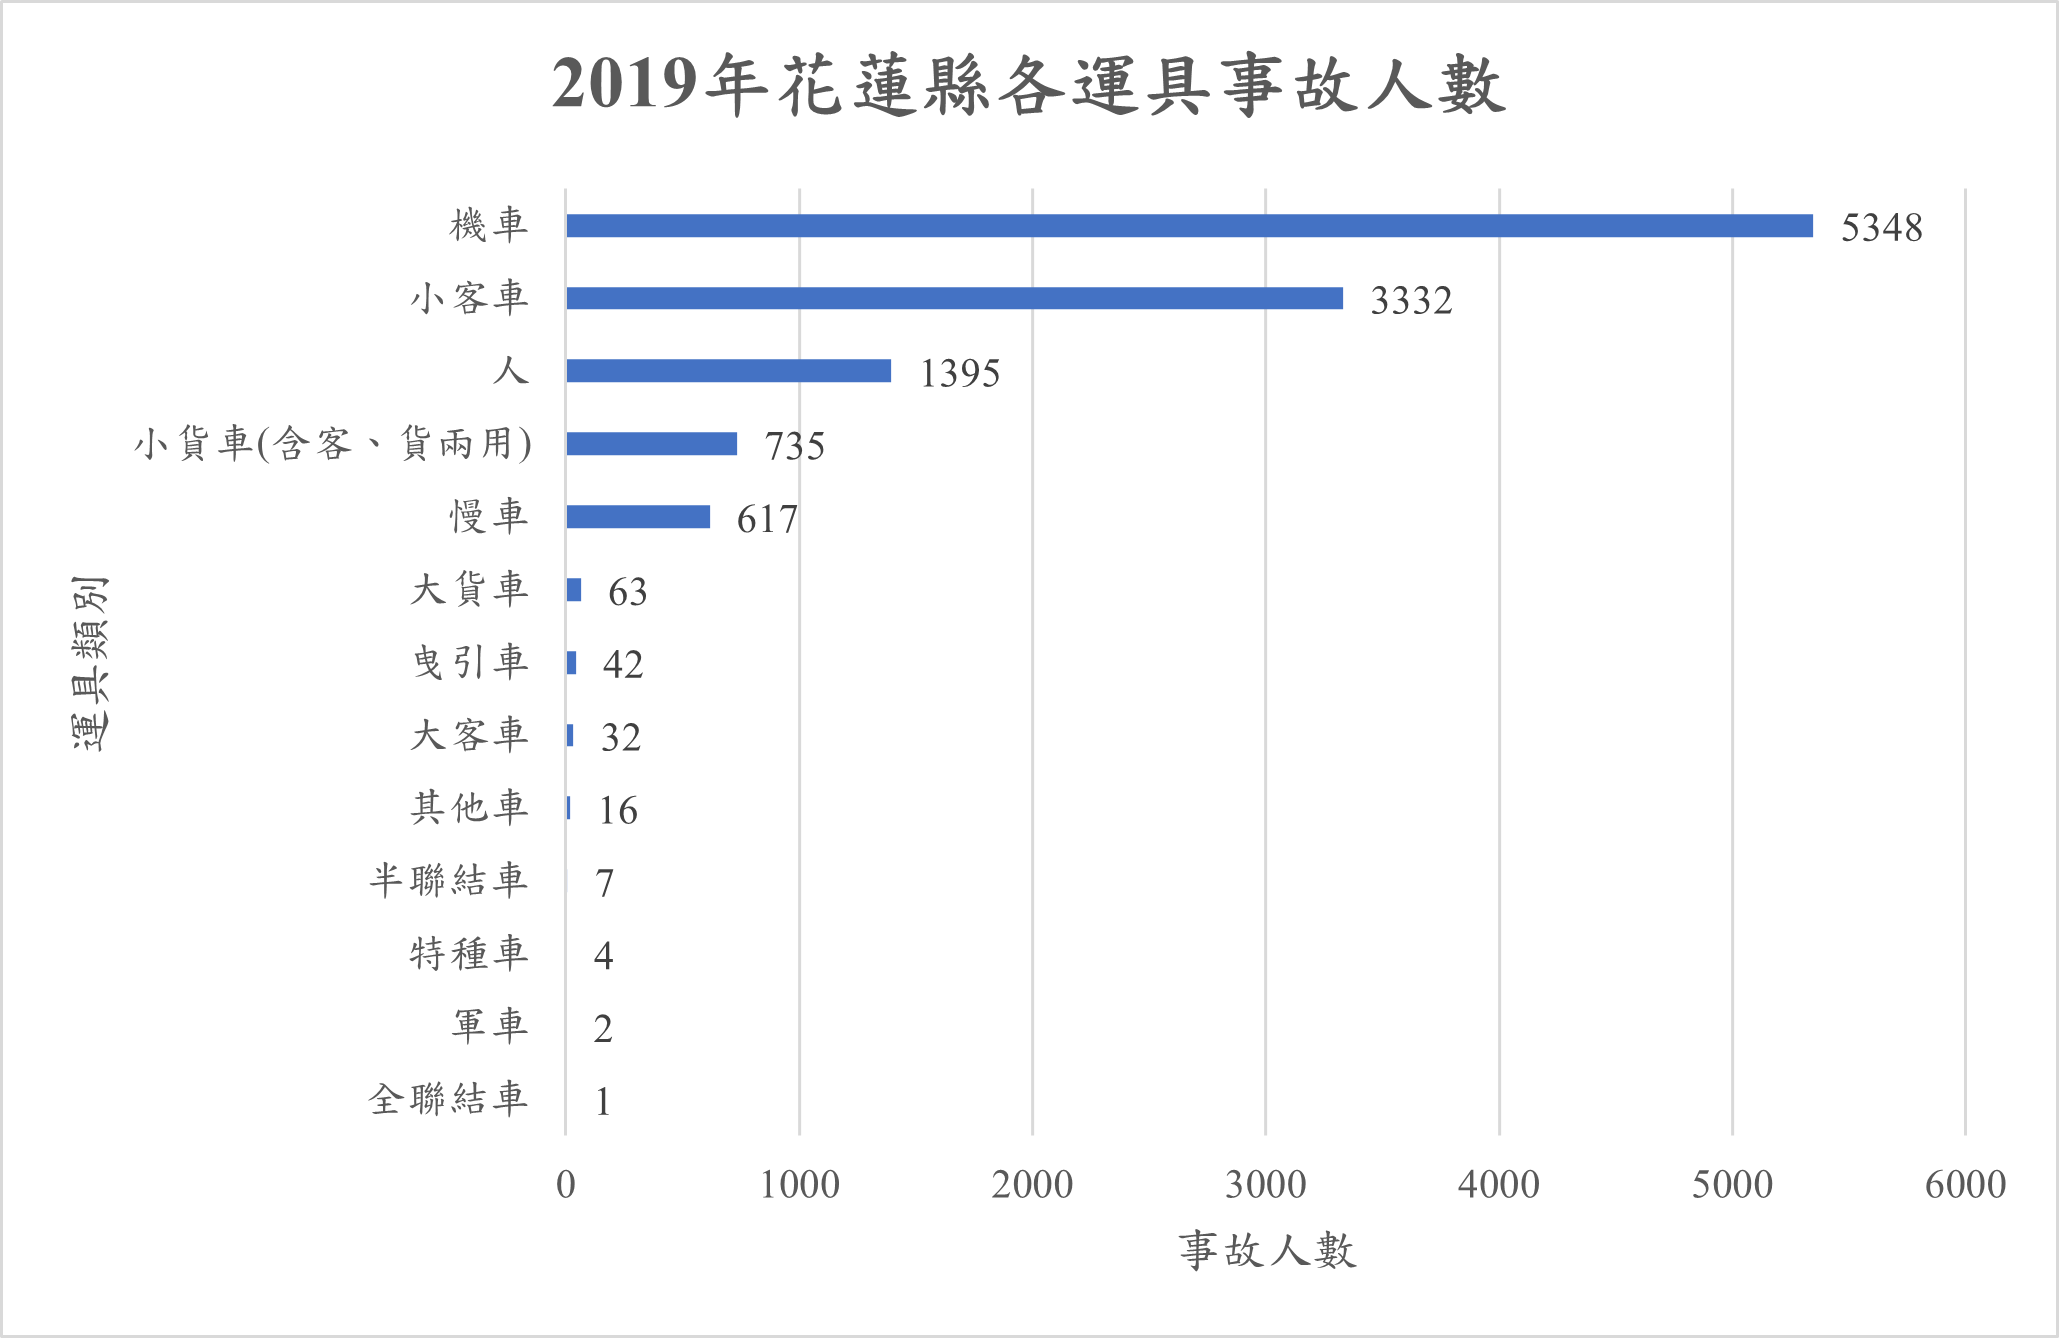 2019年花蓮縣各運具事故人數
運具類別
機車 5348
小客車 3332
人 1395
小貨車(含客、貨兩用) 735
慢車 617
大貨車 63
曳引車 42
大客車 32
其他車 16
半聯結車 7
特種車 4
軍車 2
全聯結車 1
0 1000 2000 3000 4000 5000 6000
事故人數